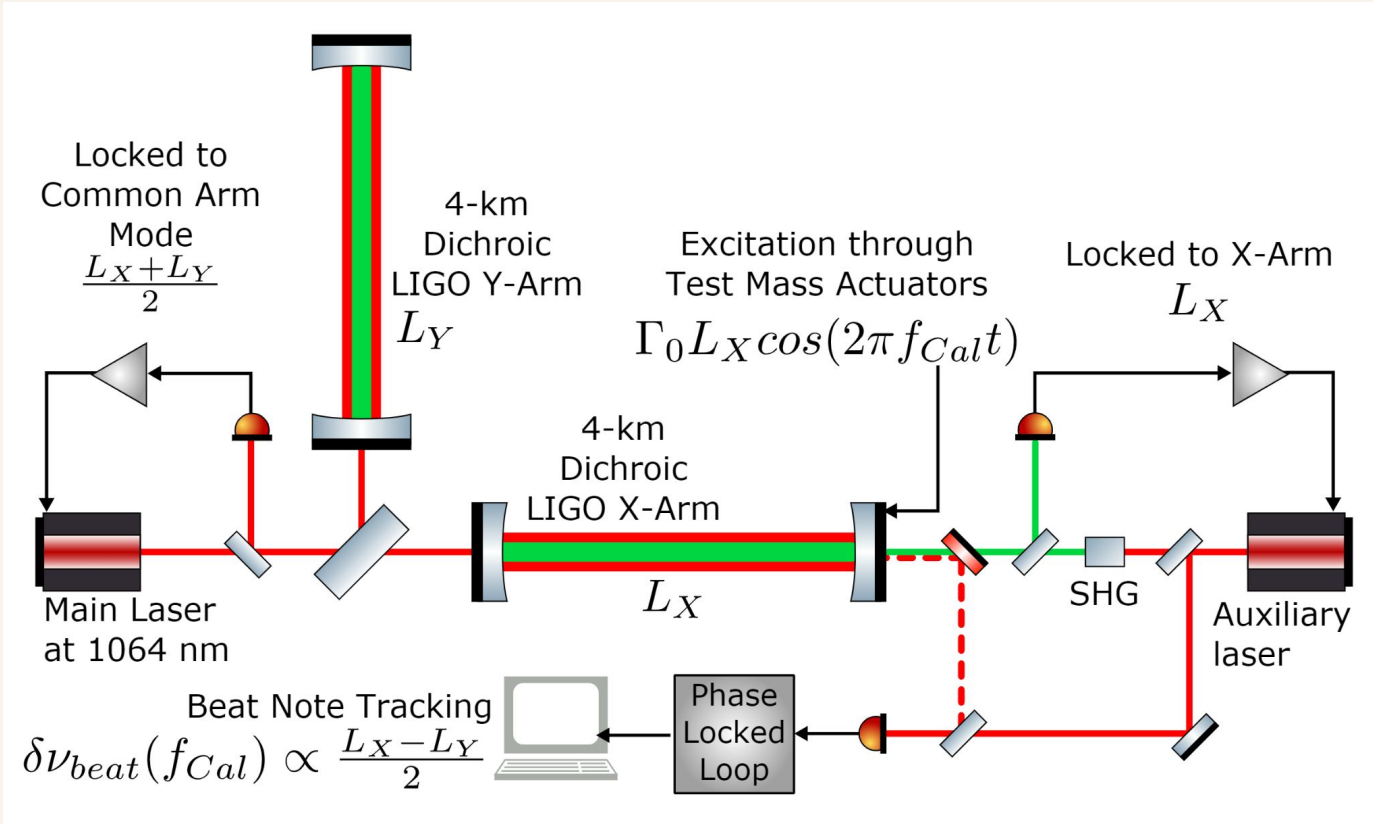 Locked to
Common Arm
Mode
\frac{L_X+L_Y}{2}
4-km
Dichroic
LIGO Y-Arm
L_Y
Excitation through
Test Mass Actuators
\Gamma_0 L_X cos(2\pi f_{Cal}t)
Locked to X-Arm
L_X
4-km
Dichroic
LIGO X-Arm
L_X
Main Laser
at 1064 nm
SHG
Auxiliary
laser
Beat Note Tracking
\delta\nu_{beat}(f_{Cal}) \propto \frac{L_X-L_Y}{2}
Phase
Locked
Loop